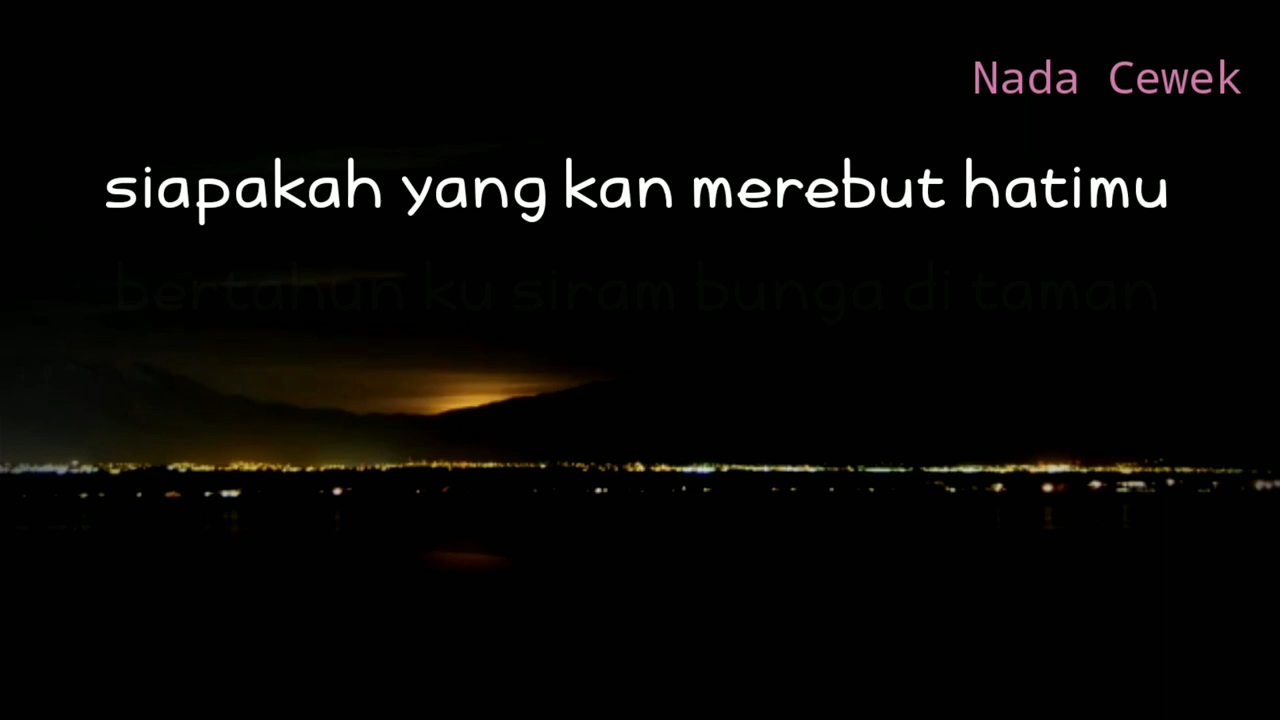 Nada Cewek
siapakah yang kan merebut hatimu
bertahun ku siram bunga di taman